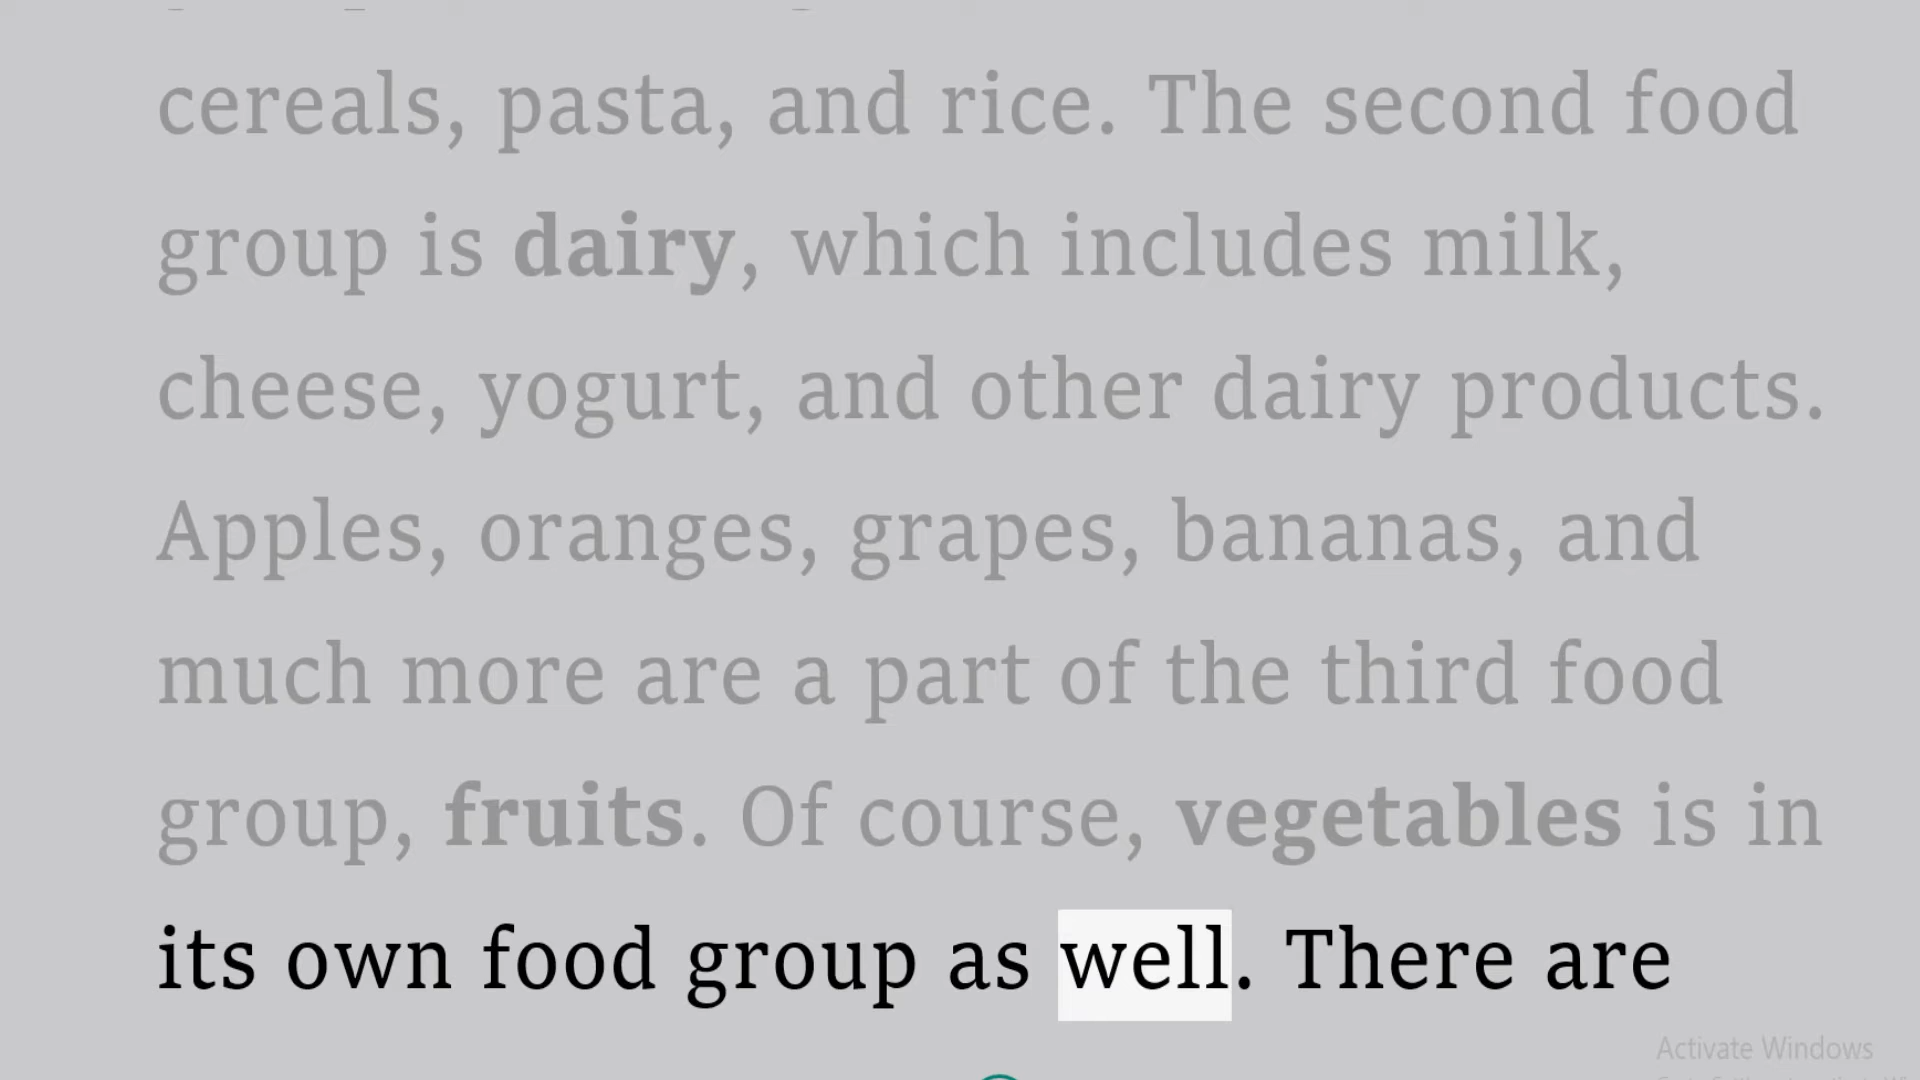 cereals, pasta, and rice. The second food
group is dairy, which includes milk,
cheese, yogurt, and other dairy products.
Apples, oranges, grapes, bananas, and
much more are a part of the third food
group, fruits. Of course, vegetables is in
its own food group as well. There are
Activate Windows